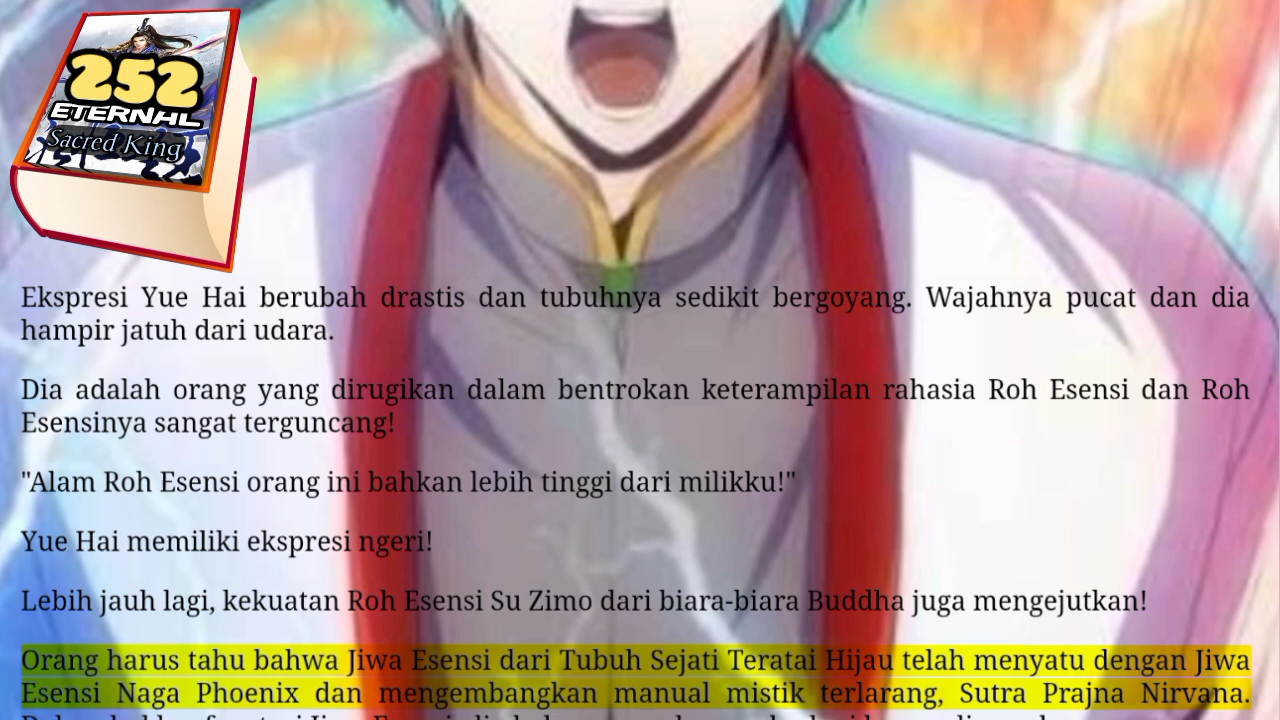 252
ETERNAL
Sacred King
Ekspresi Yue Hai berubah drastis dan tubuhnya sedikit bergoyang. Wajahnya pucat dan dia
hampir jatuh dari udara.
Dia adalah orang yang dirugikan dalam bentrokan keterampilan rahasia Roh Esensi dan Roh
Esensinya sangat terguncang!
"Alam Roh Esensi orang ini bahkan lebih tinggi dari milikku!"
Yue Hai memiliki ekspresi ngeri!
Lebih jauh lagi, kekuatan Roh Esensi Su Zimo dari biara-biara Buddha juga mengejutkan!
Orang harus tahu bahwa Jiwa Esensi dari Tubuh Sejati Teratai Hijau telah menyatu dengan Jiwa
Esensi Naga Phoenix dan mengembangkan manual mistik terlarang, Sutra Prajna Nirvana.